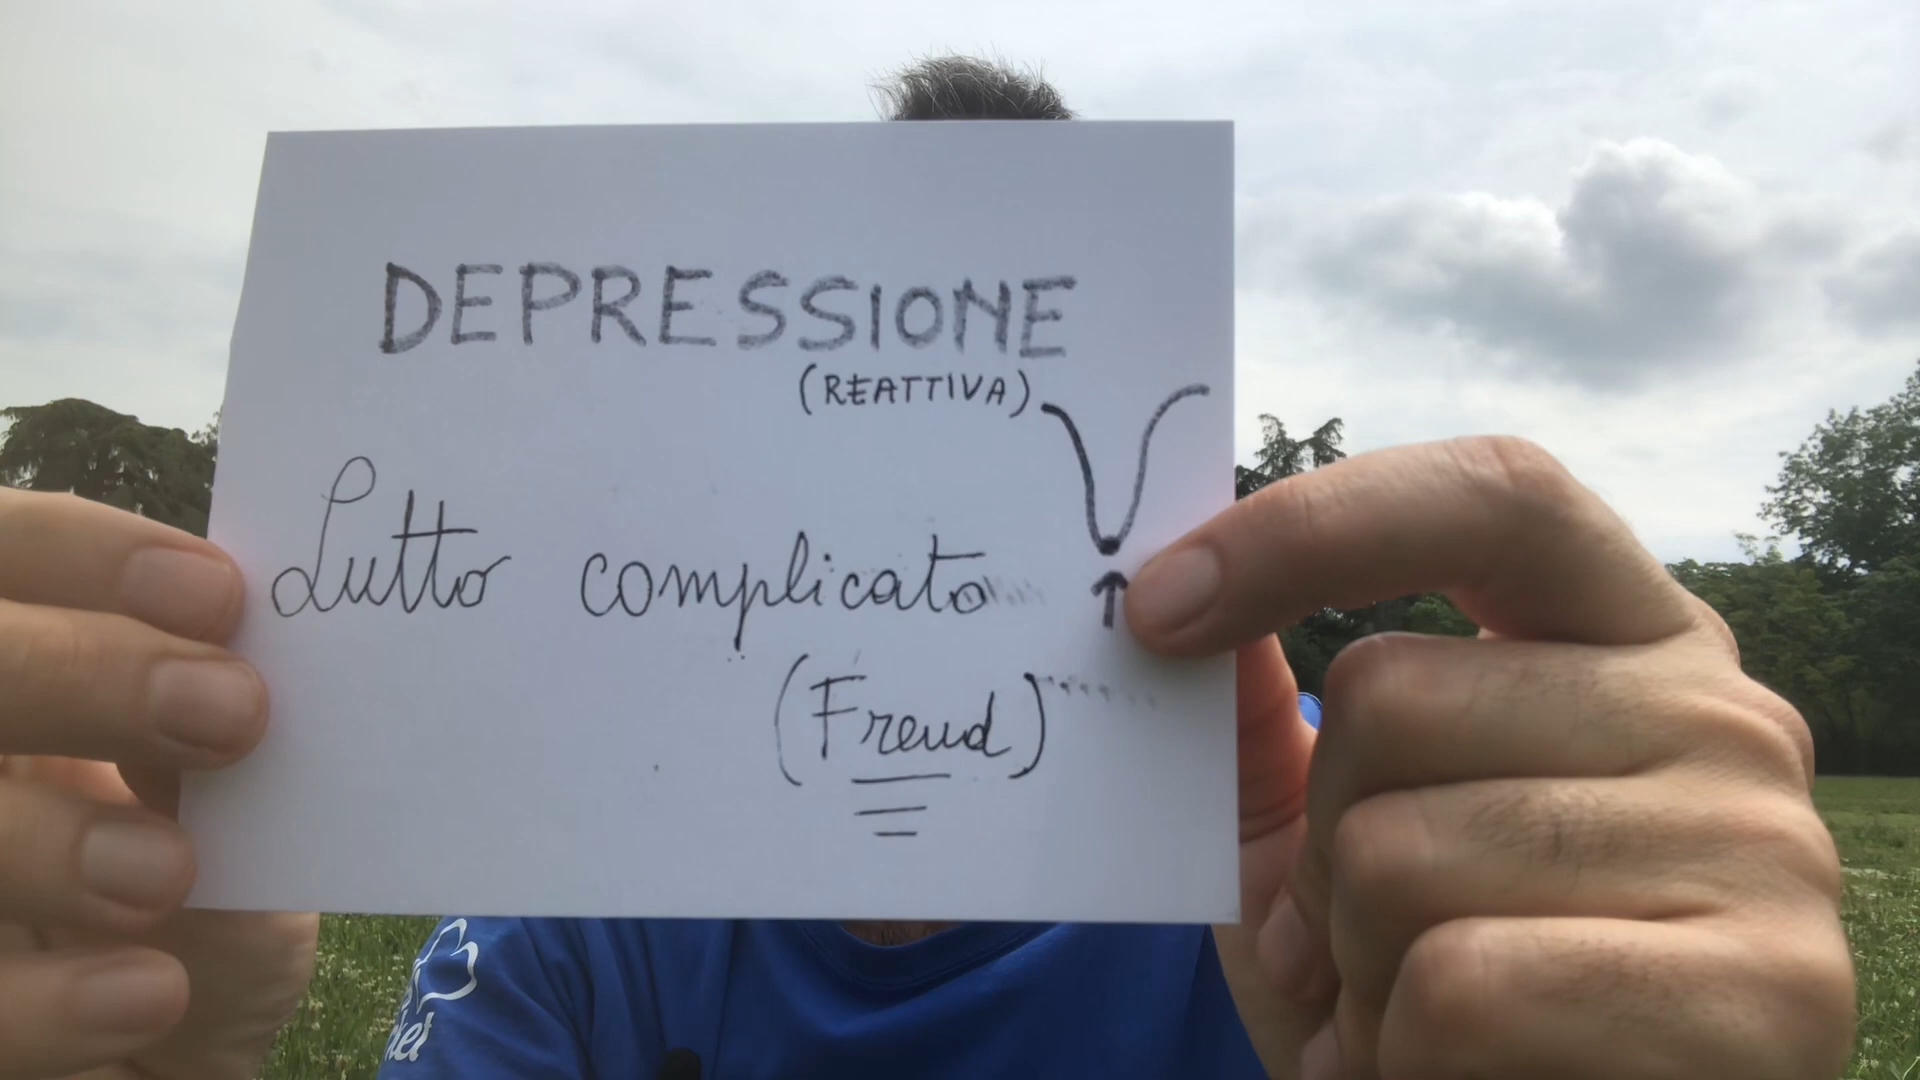 DEPRESSIONE
(REATTIVA)
Lutto complicato
(Freud)